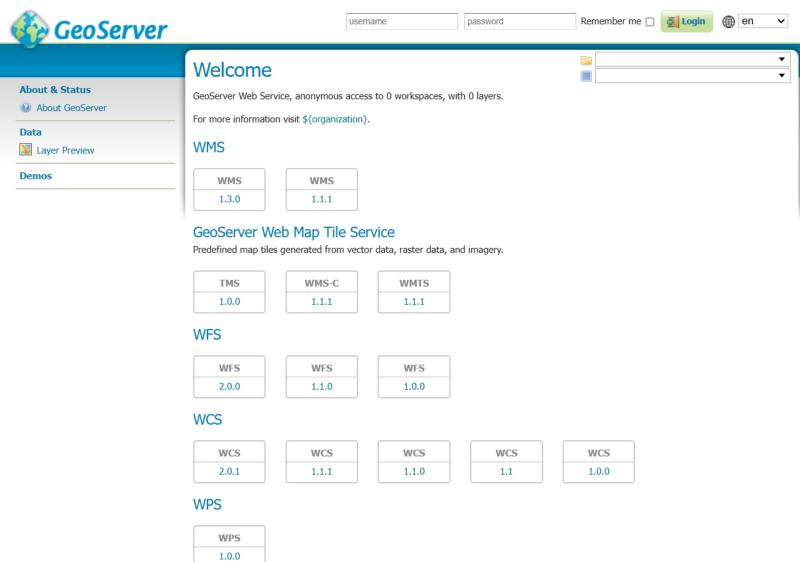 GeoServer
username
password
Remember me
Login
en
About & Status
About GeoServer
Data
Layer Preview
Demos
Welcome
GeoServer Web Service, anonymous access to 0 workspaces, with 0 layers.
For more information visit ${organization}.
WMS
WMS WMS
1.3.0 1.1.1
GeoServer Web Map Tile Service
Predefined map tiles generated from vector data, raster data, and imagery.
TMS WMS-C WMTS
1.0.0 1.1.1 1.1.1
WFS
WFS WFS WFS
2.0.0 1.1.0 1.0.0
WCS
WCS WCS WCS WCS WCS
2.0.1 1.1.1 1.1.0 1.1 1.0.0
WPS
WPS
1.0.0